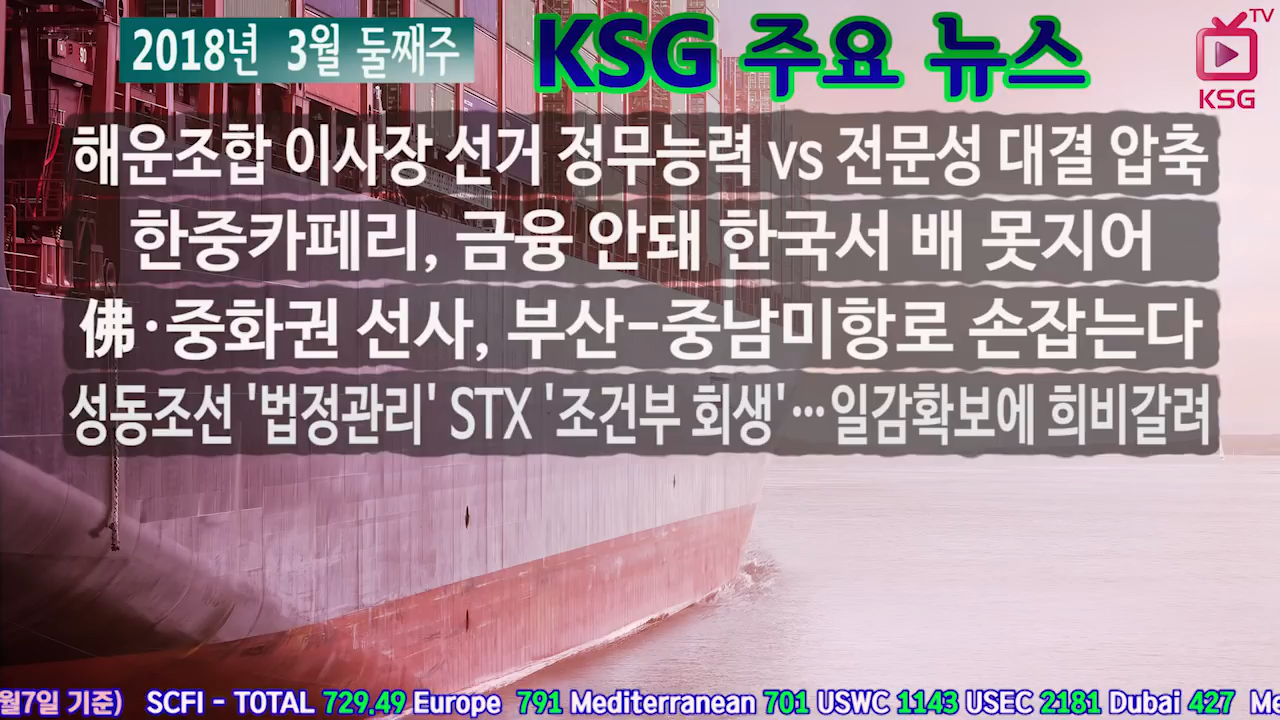 2018년 3월 둘째주
KSG 주요 뉴스
TV
KSG
해운조합 이사장 선거 정무능력 vs 전문성 대결 압축
한중카페리, 금융 안돼 한국서 배 못지어
佛·중화권 선사, 부산-중남미항로 손잡는다
성동조선 '법정관리' STX '조건부 회생'…일감확보에 희비갈려
월7일 기준) SCFI - TOTAL 729.49 Europe 791 Mediterranean 701 USWC 1143 USEC 2181 Dubai 427